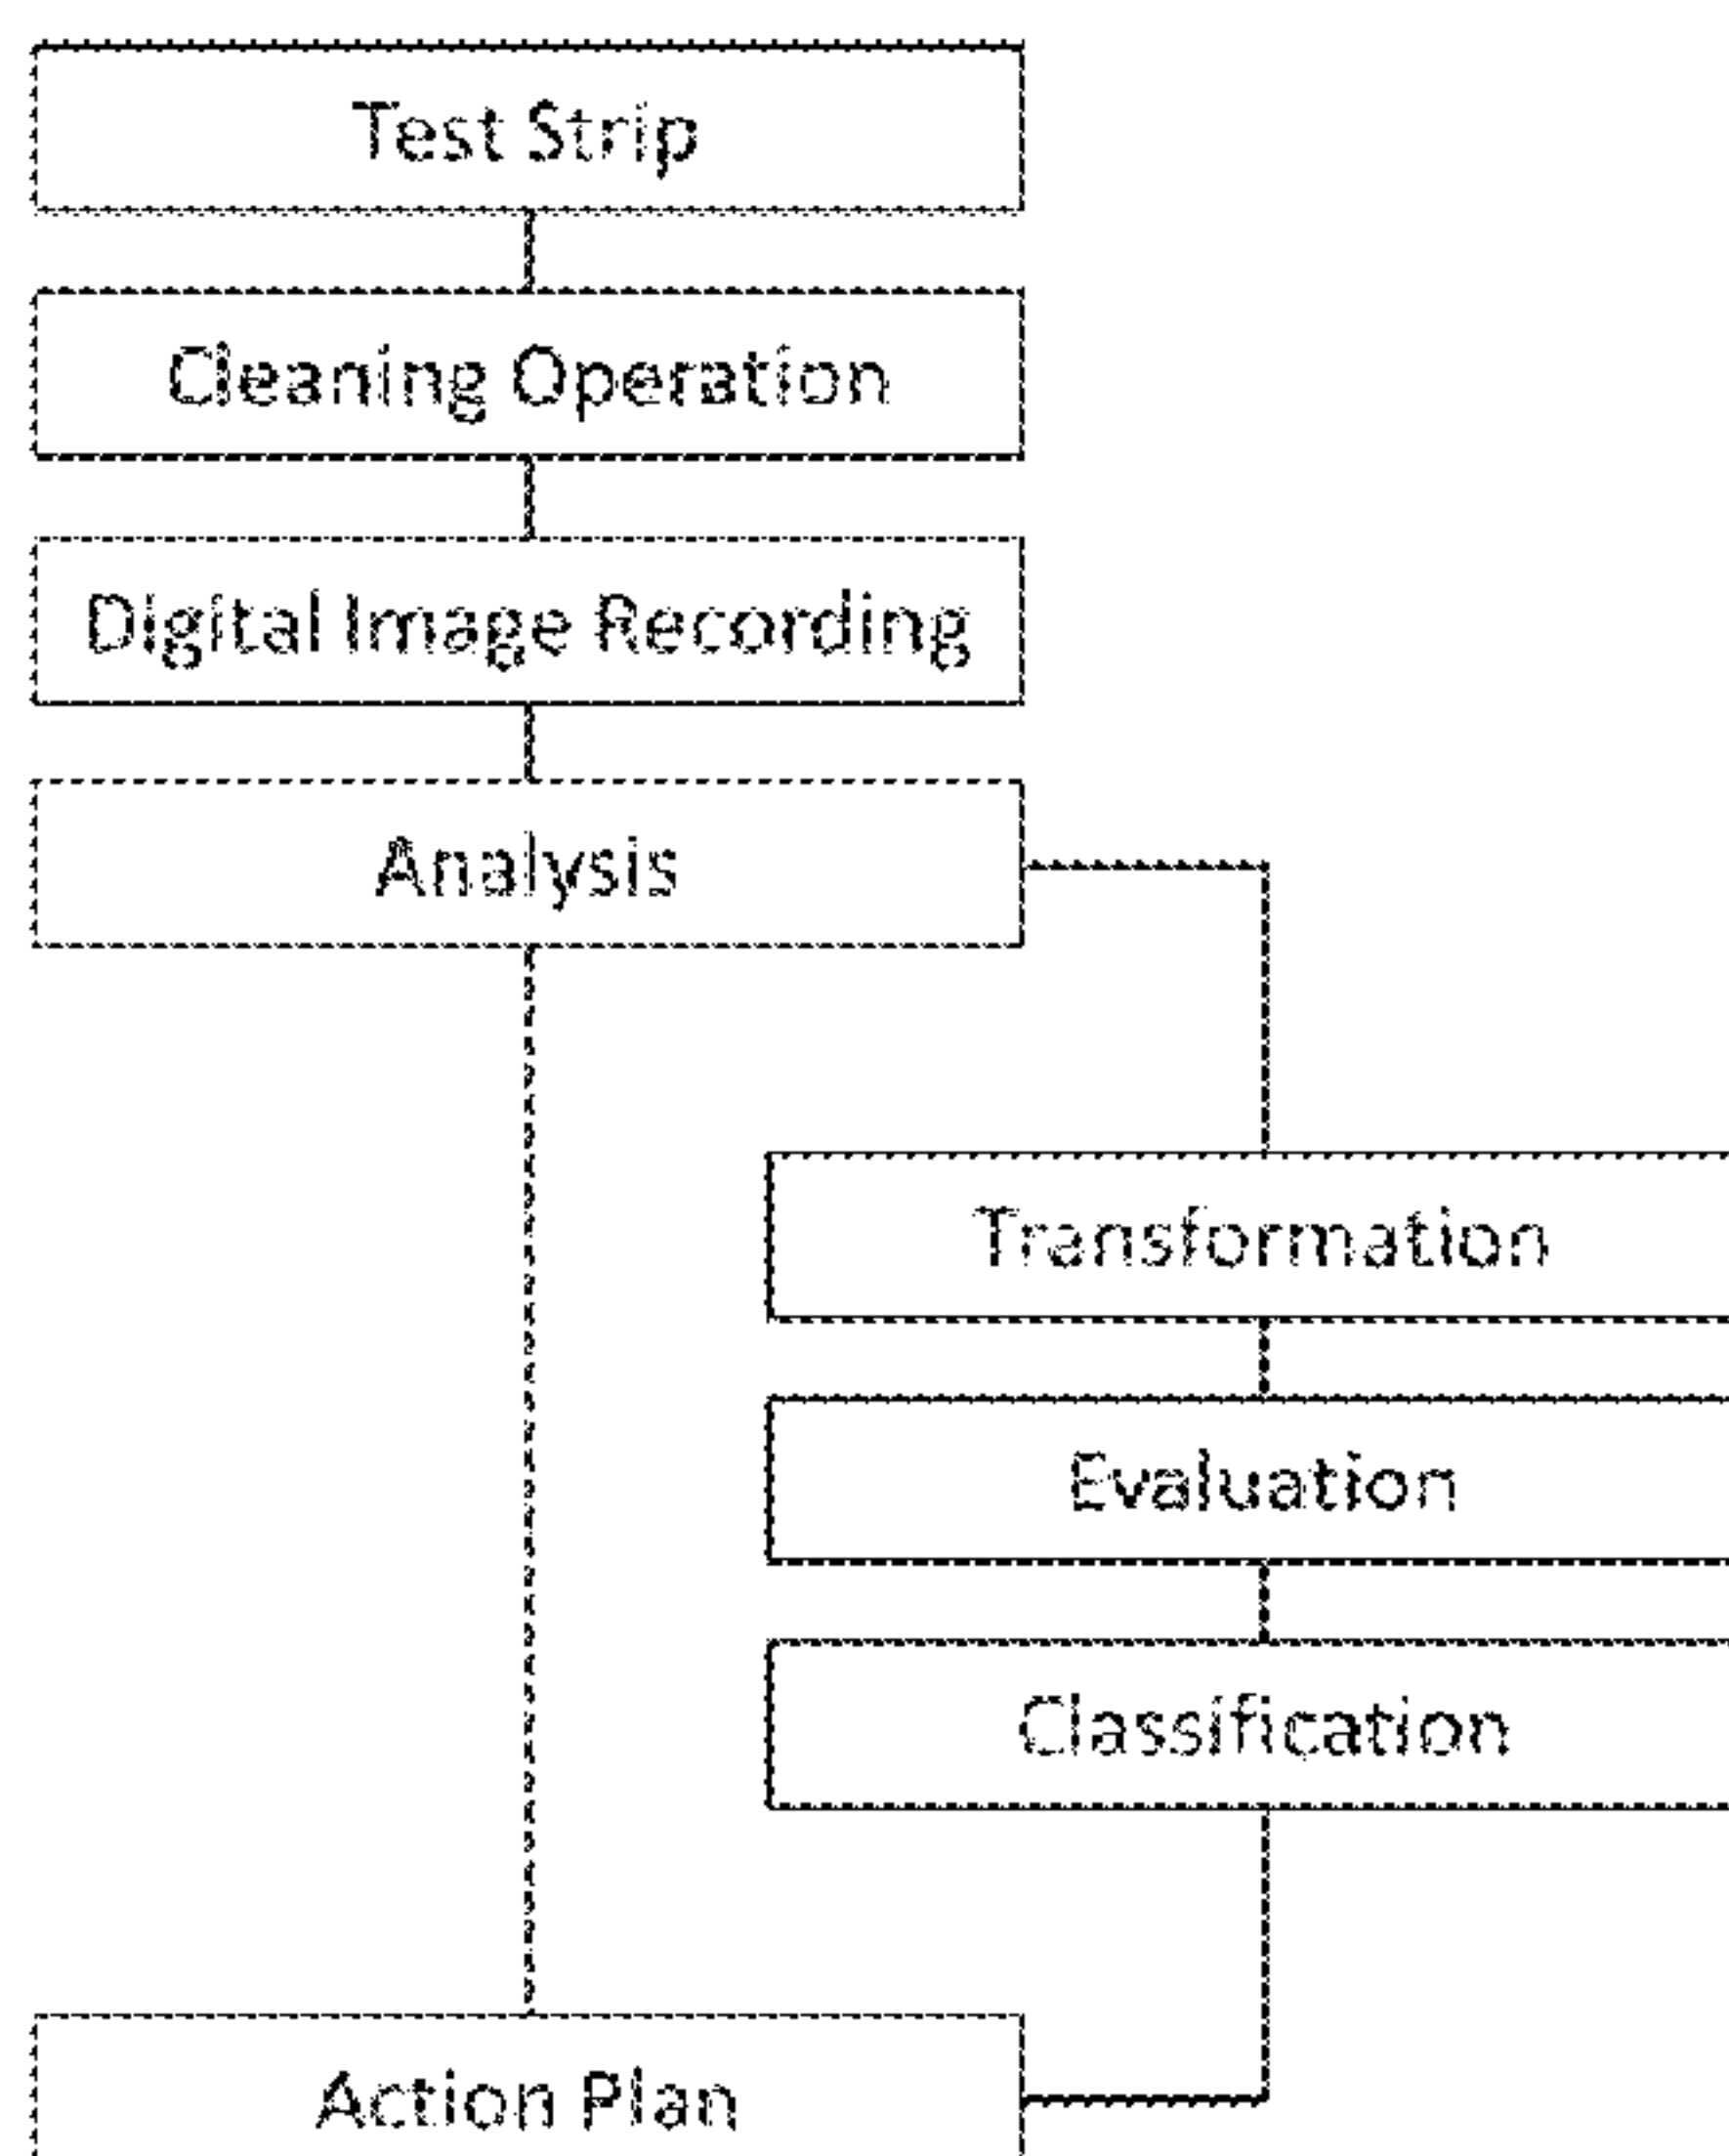 Test Strip
Cleaning Operation
Digital Image Recording
Analysis
Transformation
Evaluation
Classification
Action Plan